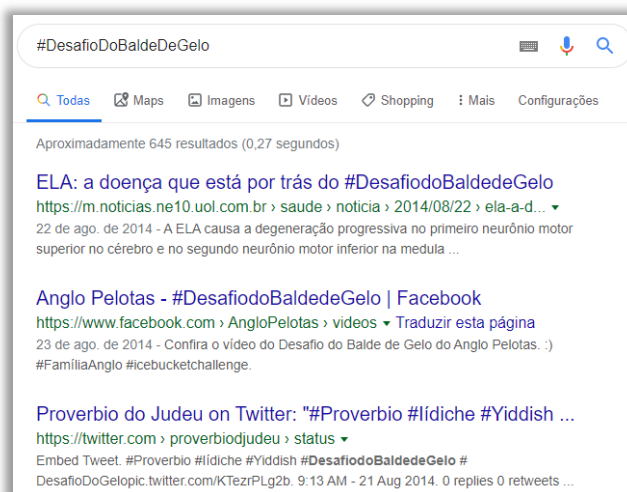 #DesafioDoBaldeDeGelo
Todas Maps Imagens Vídeos Shopping Mais Configurações
Aproximadamente 645 resultados (0,27 segundos)
ELA: a doença que está por trás do #DesafiodoBaldedeGelo
https://m.noticias.ne10.uol.com.br › saude › noticia › 2014/08/22 › ela-a-d...
22 de ago. de 2014 - A ELA causa a degeneração progressiva no primeiro neurônio motor
superior no cérebro e no segundo neurônio motor inferior na medula ...
Anglo Pelotas - #DesafiodoBaldedeGelo | Facebook
https://www.facebook.com › AngloPelotas › videos Traduzir esta página
23 de ago. de 2014 - Confira o vídeo do Desafio do Balde de Gelo do Anglo Pelotas. :)
#FamíliaAnglo #icebucketchallenge.
Proverbio do Judeu on Twitter: "#Proverbio #Iídiche #Yiddish ...
https://twitter.com › proverbiodjudeu › status
Embed Tweet. #Proverbio #Iídiche #Yiddish #DesafiodoBaldedeGelo #
DesafioDoGelopic.twitter.com/KTezrPLg2b. 9:13 AM - 21 Aug 2014. 0 replies 0 retweets ...